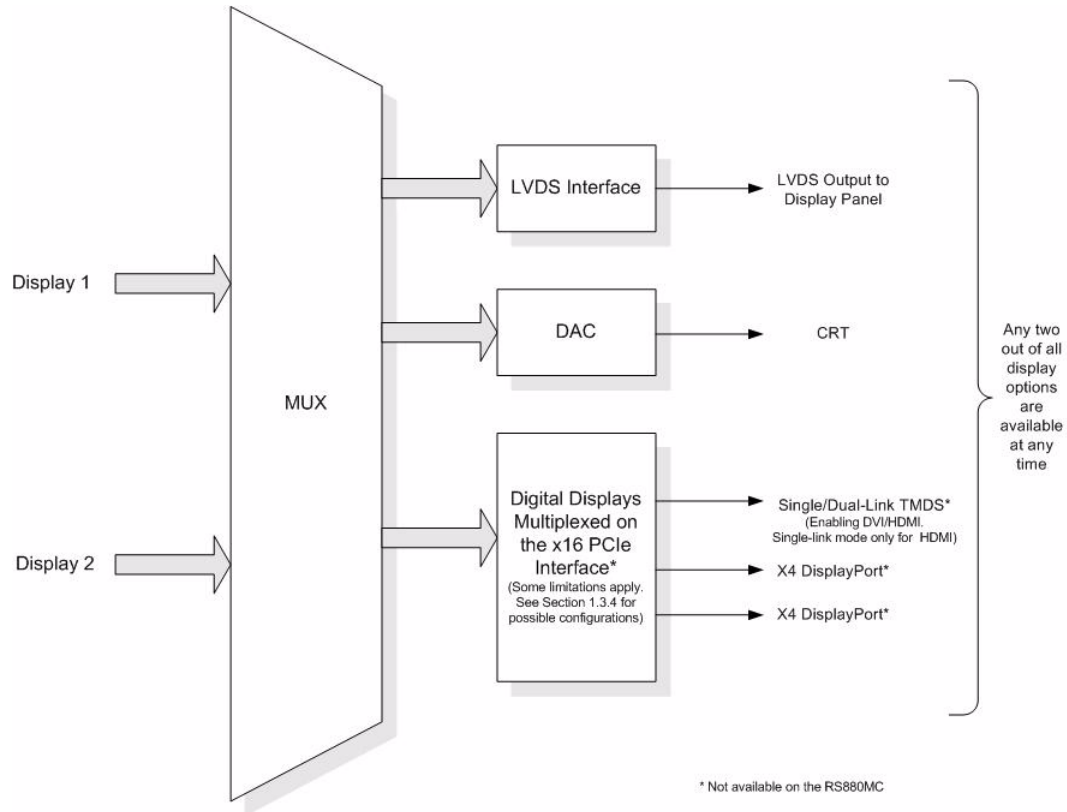 Display 1
Display 2
MUX
LVDS Interface
DAC
Digital Displays
Multiplexed on
the x16 PCIe
Interface*
(Some limitations apply.
See Section 1.3.4 for
possible configurations)
LVDS Output to
Display Panel
CRT
Single/Dual-Link TMDS*
(Enabling DVI/HDMI.
Single-link mode only for HDMI)
X4 DisplayPort*
X4 DisplayPort*
Any two
out of all
display
options
are
available
at any
time
* Not available on the RS880MC